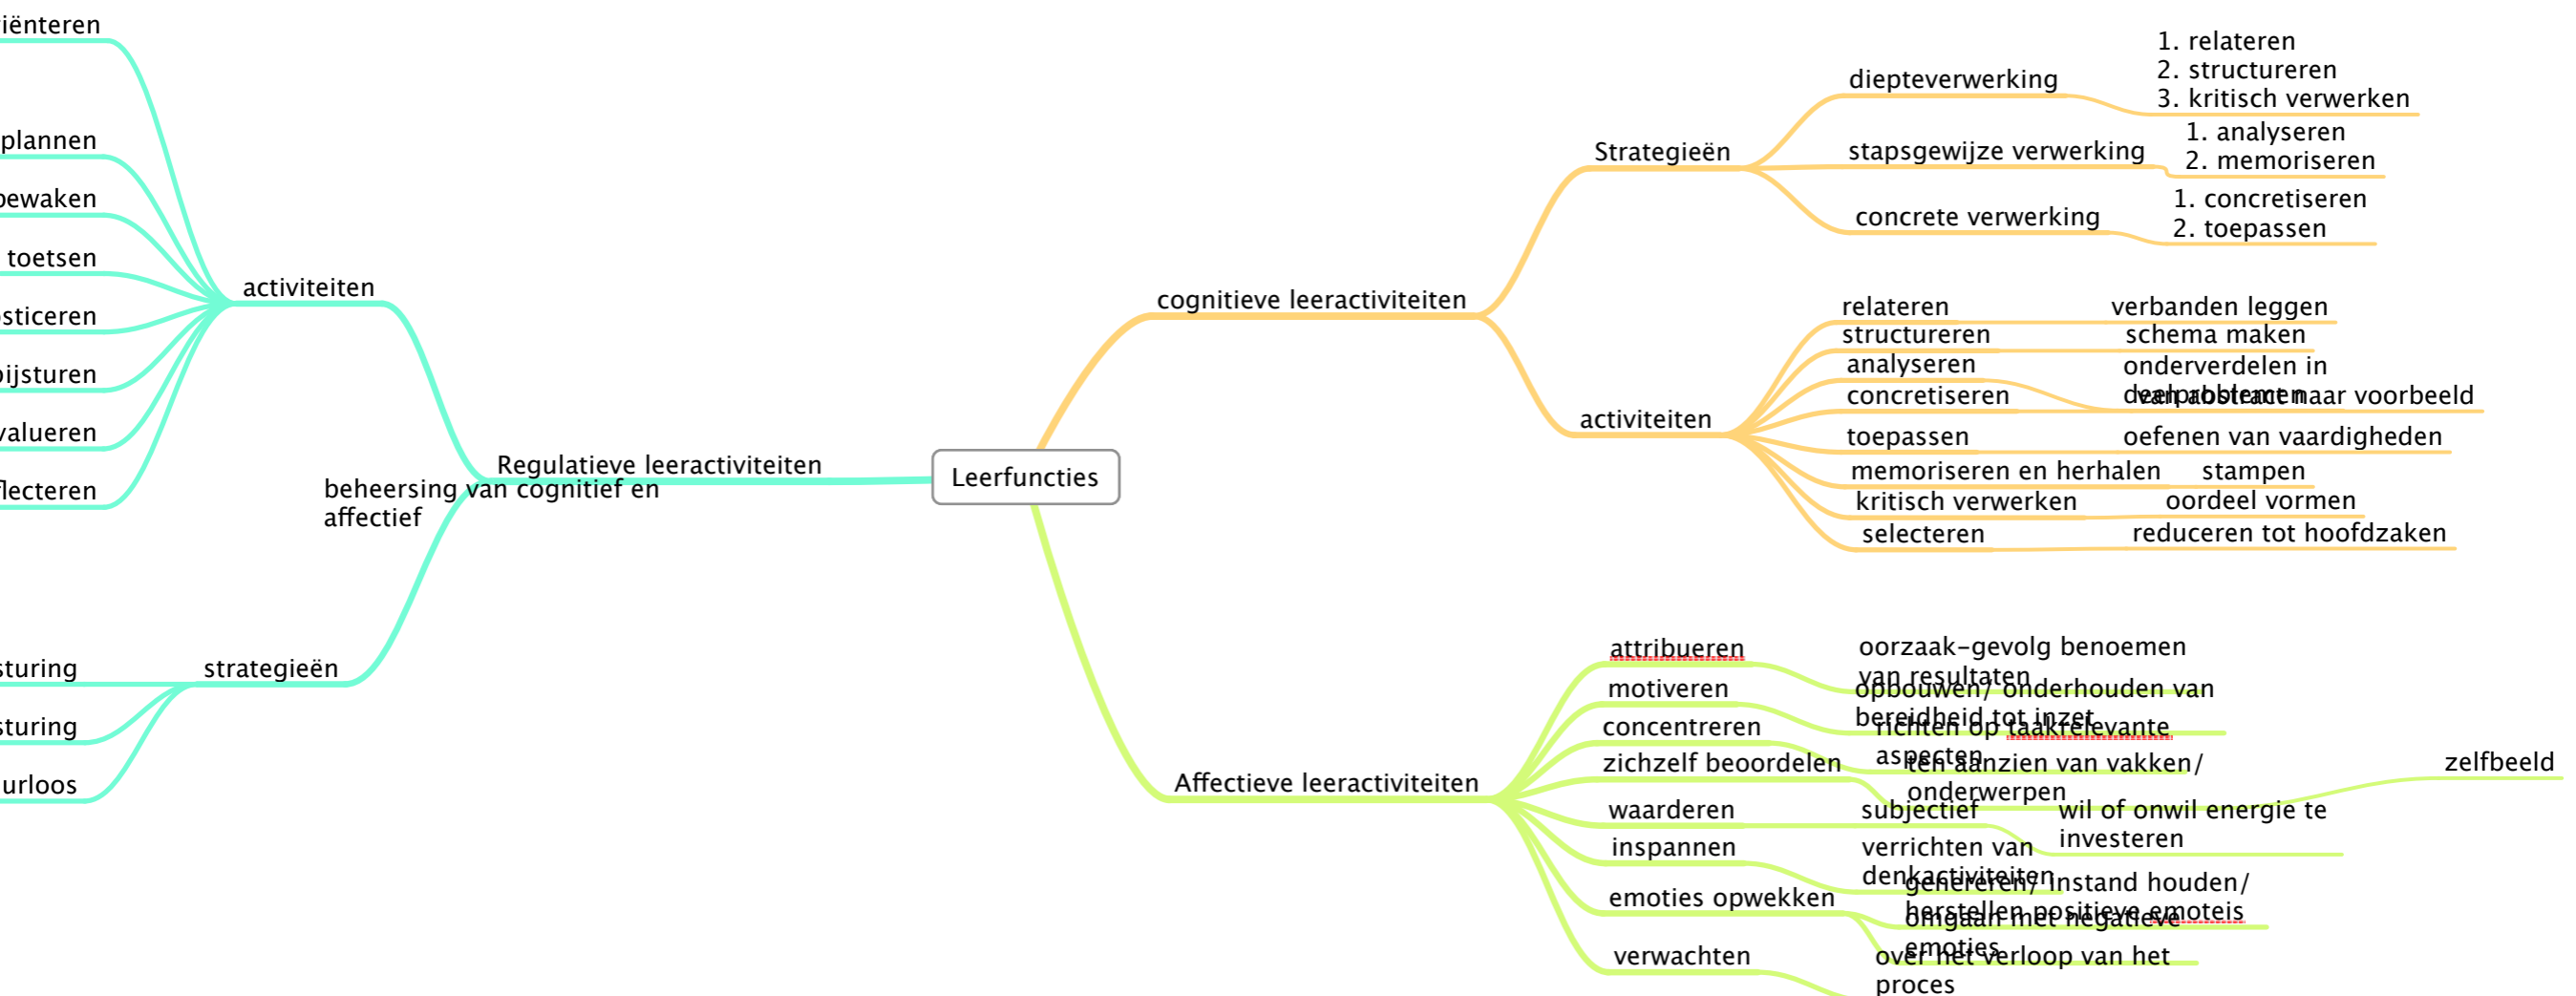 iënteren
plannen
bewaken
toetsen
sticeren
bijsturen
valueren
flecteren
activiteiten
Regulatieve leeractiviteiten
beheersing van cognitief en
affectief
sturing
sturing
urloos
strategieën
Leerfuncties
cognitieve leeractiviteiten
Strategieën
diepteverwerking
1. relateren
2. structureren
3. kritisch verwerken
stapsgewijze verwerking
1. analyseren
2. memoriseren
concrete verwerking
1. concretiseren
2. toepassen
activiteiten
relateren
verbanden leggen
structureren
schema maken
analyseren
onderverdelen in
deelproblemen
concretiseren
van abstract naar voorbeeld
toepassen
oefenen van vaardigheden
memoriseren en herhalen
stampen
kritisch verwerken
oordeel vormen
selecteren
reduceren tot hoofdzaken
Affectieve leeractiviteiten
attribueren
oorzaak-gevolg benoemen
van resultaten
motiveren
opbouwen/ onderhouden van
bereidheid tot inzet
concentreren
richten op taakrelevante
aspecten
zichzelf beoordelen
ten aanzien van vakken/
onderwerpen
zelfbeeld
waarderen
subjectief
wil of onwil energie te
investeren
inspannen
verrichten van
denkactiviteiten
emoties opwekken
genereren/ instand houden/
herstellen positieve emoteis
omgaan met negatieve
emoties
verwachten
over het verloop van het
proces